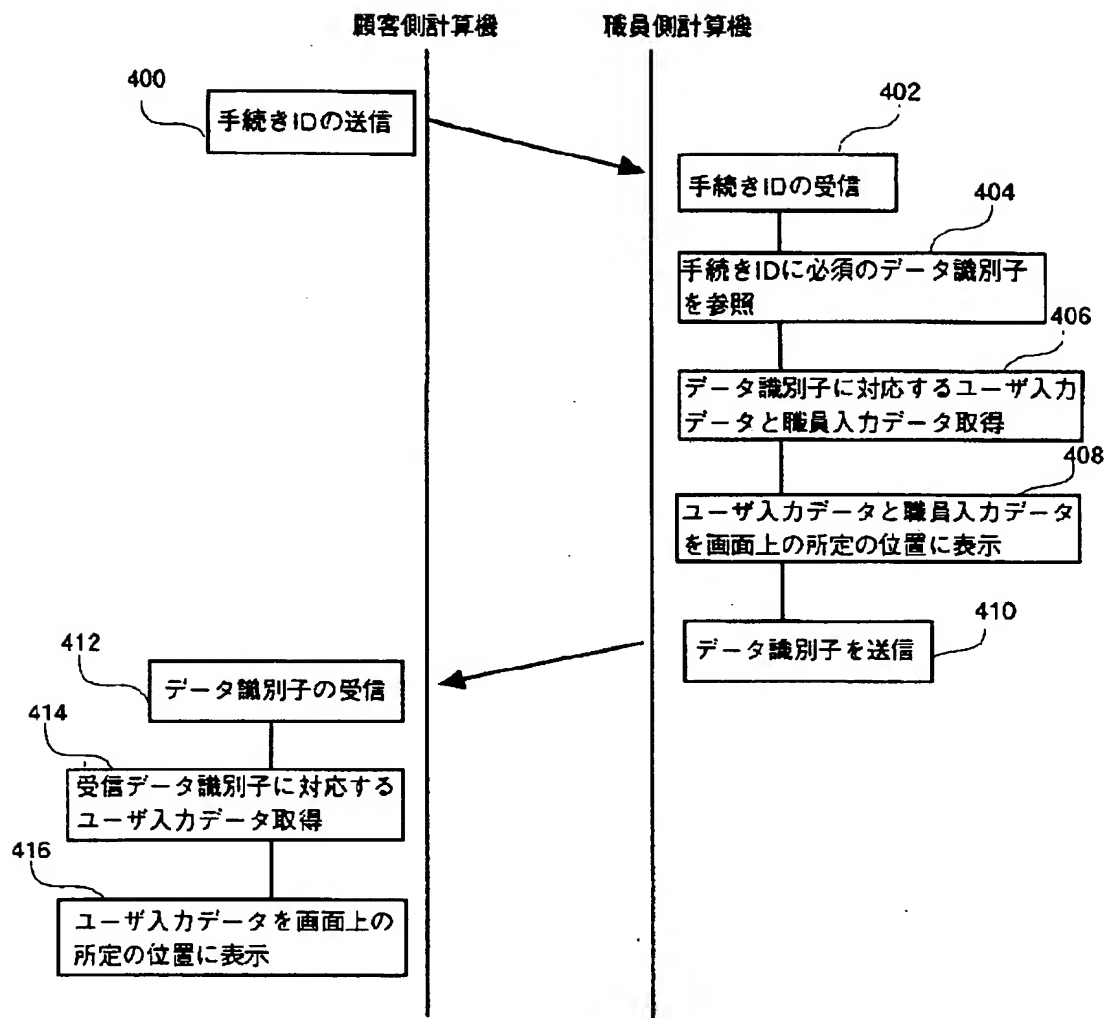 顧客側計算機
職員側計算機
400
手続きIDの送信
402
手続きIDの受信
404
手続きIDに必須のデータ識別子
を参照
406
データ識別子に対応するユーザ入力
データと職員入力データ取得
408
ユーザ入力データと職員入力データ
を画面上の所定の位置に表示
410
データ識別子を送信
412
データ識別子の受信
414
受信データ識別子に対応する
ユーザ入力データ取得
416
ユーザ入力データを画面上の
所定の位置に表示